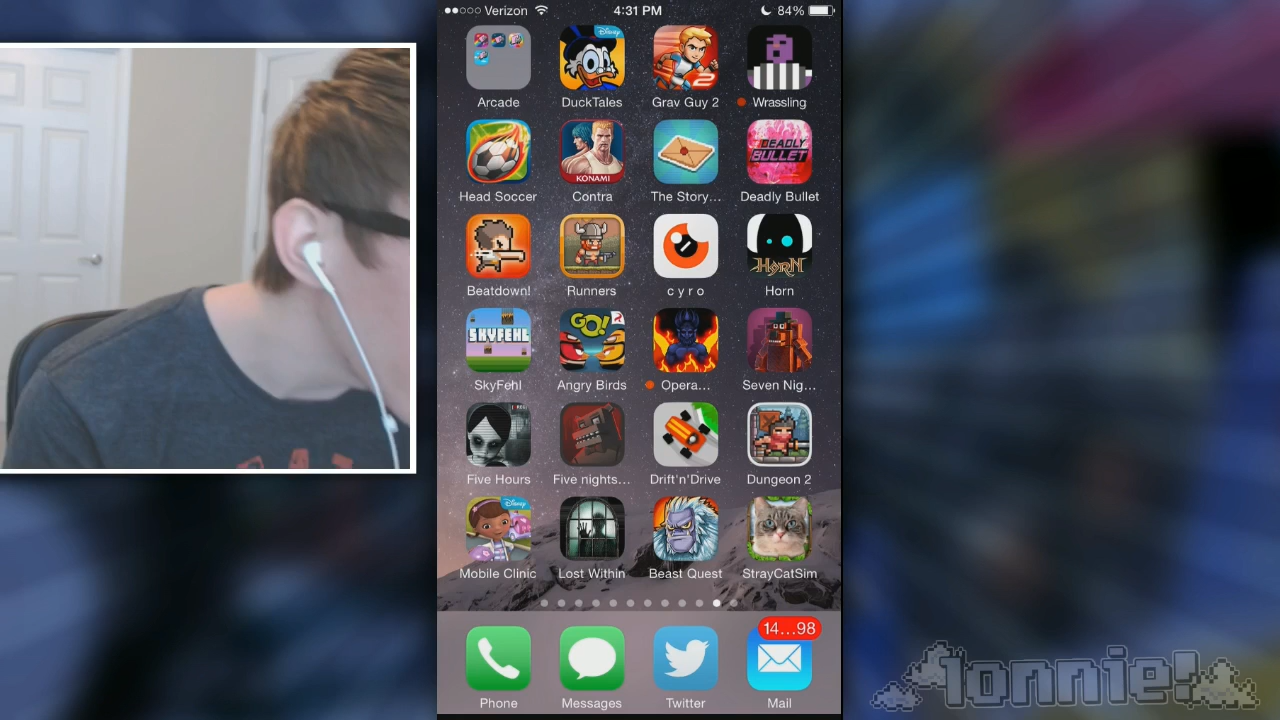 Verizon 4:31 PM 84%
Disney 2
Arcade DuckTales Grav Guy 2 Wrassling
KONAMI DEADLY BULLET
Head Soccer Contra The Story... Deadly Bullet
HORN
Beatdown! Runners c y r o Horn
SKYFEHL GO!
SkyFehl Angry Birds Opera... Seven Nig...
Five Hours Five nights... Drift'n'Drive Dungeon 2
Disney
Mobile Clinic Lost Within Beast Quest StrayCatSim
14...98
Phone Messages Twitter Mail
lonnie!